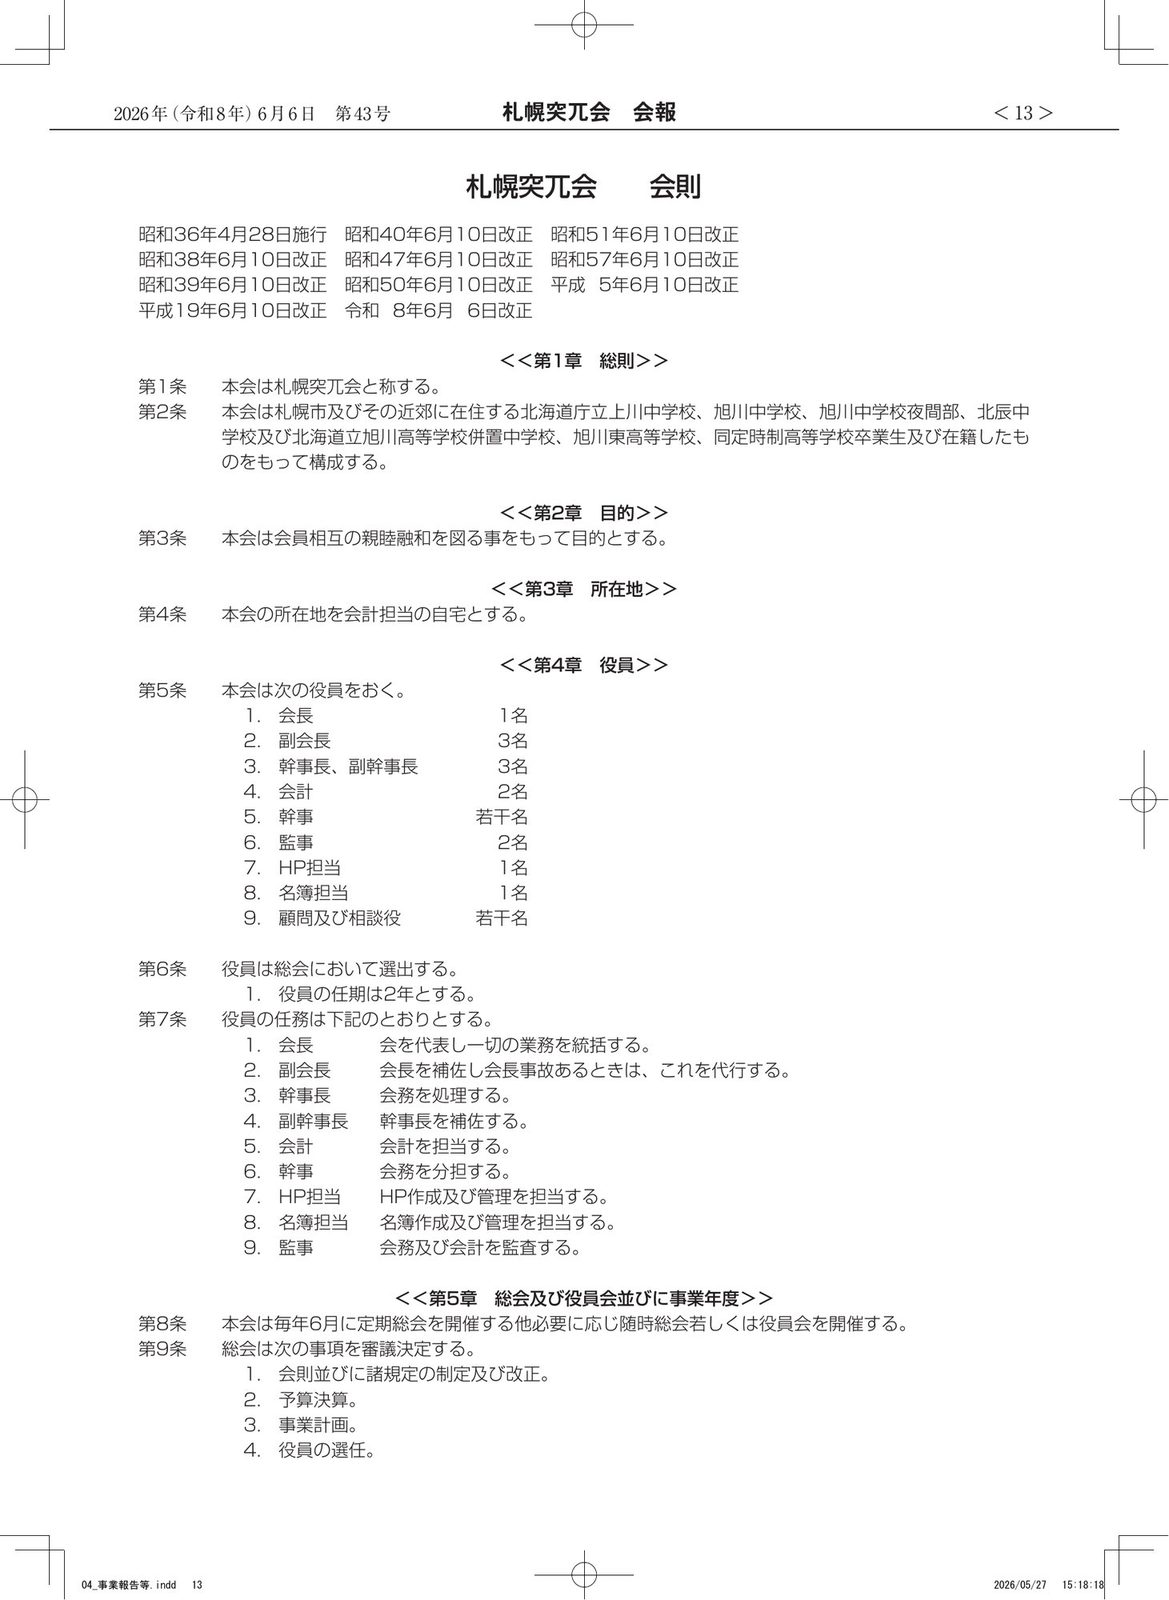 2026年（令和8年）6月6日　第43号　札幌突兀会　会報　＜13＞
札幌突兀会　　会則
昭和36年4月28日施行　昭和40年6月10日改正　昭和51年6月10日改正
昭和38年6月10日改正　昭和47年6月10日改正　昭和57年6月10日改正
昭和39年6月10日改正　昭和50年6月10日改正　平成　5年6月10日改正
平成19年6月10日改正　令和　8年6月　6日改正
＜＜第1章　総則＞＞
第1条　本会は札幌突兀会と称する。
第2条　本会は札幌市及びその近郊に在住する北海道庁立上川中学校、旭川中学校、旭川中学校夜間部、北辰中
学校及び北海道立旭川高等学校併置中学校、旭川東高等学校、同定時制高等学校卒業生及び在籍したも
のをもって構成する。
＜＜第2章　目的＞＞
第3条　本会は会員相互の親睦融和を図る事をもって目的とする。
＜＜第3章　所在地＞＞
第4条　本会の所在地を会計担当の自宅とする。
＜＜第4章　役員＞＞
第5条　本会は次の役員をおく。
1.　会長　1名
2.　副会長　3名
3.　幹事長、副幹事長　3名
4.　会計　2名
5.　幹事　若干名
6.　監事　2名
7.　HP担当　1名
8.　名簿担当　1名
9.　顧問及び相談役　若干名
第6条　役員は総会において選出する。
1.　役員の任期は2年とする。
第7条　役員の任務は下記のとおりとする。
1.　会長　会を代表し一切の業務を統括する。
2.　副会長　会長を補佐し会長事故あるときは、これを代行する。
3.　幹事長　会務を処理する。
4.　副幹事長　幹事長を補佐する。
5.　会計　会計を担当する。
6.　幹事　会務を分担する。
7.　HP担当　HP作成及び管理を担当する。
8.　名簿担当　名簿作成及び管理を担当する。
9.　監事　会務及び会計を監査する。
＜＜第5章　総会及び役員会並びに事業年度＞＞
第8条　本会は毎年6月に定期総会を開催する他必要に応じ随時総会若しくは役員会を開催する。
第9条　総会は次の事項を審議決定する。
1.　会則並びに諸規定の制定及び改正。
2.　予算決算。
3.　事業計画。
4.　役員の選任。
04_事業報告等.indd　13　2026/05/27　15:18:18